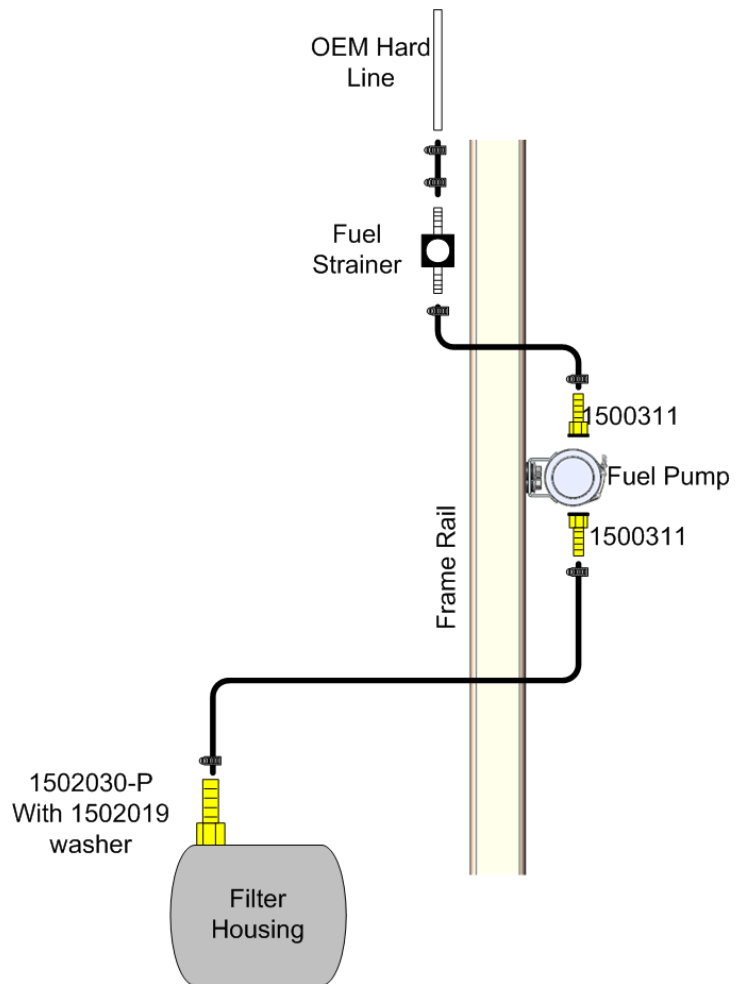 OEM Hard
Line
Fuel
Strainer
1500311
Fuel Pump
1500311
Frame Rail
1502030-P
With 1502019
washer
Filter
Housing